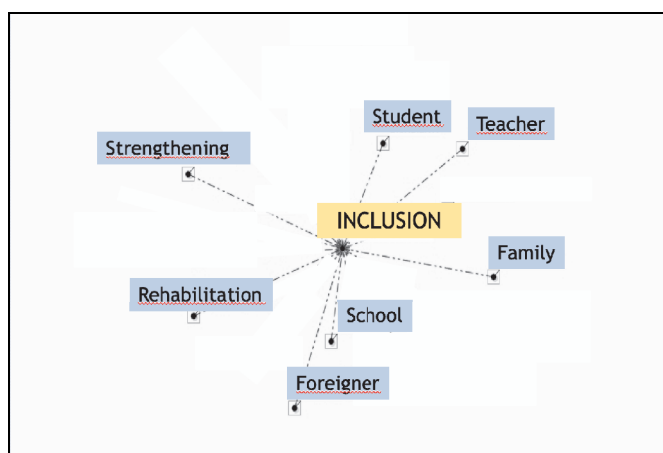 Student
Teacher
Strengthening
INCLUSION
Family
Rehabilitation
School
Foreigner